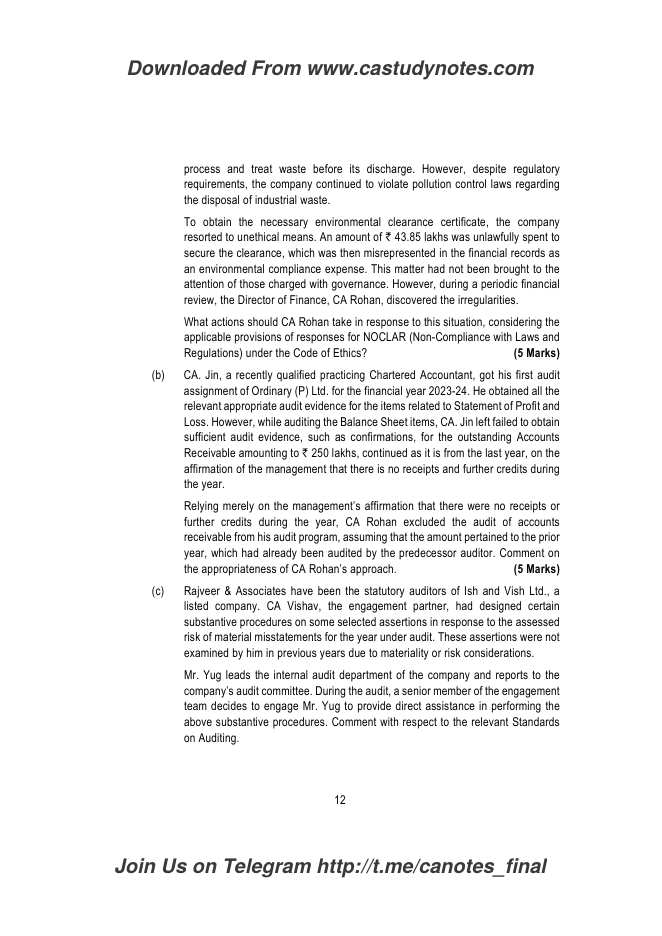 Downloaded From www.castudynotes.com
process and treat waste before its discharge. However, despite regulatory
requirements, the company continued to violate pollution control laws regarding
the disposal of industrial waste.
To obtain the necessary environmental clearance certificate, the company
resorted to unethical means. An amount of ₹ 43.85 lakhs was unlawfully spent to
secure the clearance, which was then misrepresented in the financial records as
an environmental compliance expense. This matter had not been brought to the
attention of those charged with governance. However, during a periodic financial
review, the Director of Finance, CA Rohan, discovered the irregularities.
What actions should CA Rohan take in response to this situation, considering the
applicable provisions of responses for NOCLAR (Non-Compliance with Laws and
Regulations) under the Code of Ethics? (5 Marks)
(b) CA. Jin, a recently qualified practicing Chartered Accountant, got his first audit
assignment of Ordinary (P) Ltd. for the financial year 2023-24. He obtained all the
relevant appropriate audit evidence for the items related to Statement of Profit and
Loss. However, while auditing the Balance Sheet items, CA. Jin left failed to obtain
sufficient audit evidence, such as confirmations, for the outstanding Accounts
Receivable amounting to ₹ 250 lakhs, continued as it is from the last year, on the
affirmation of the management that there is no receipts and further credits during
the year.
Relying merely on the management's affirmation that there were no receipts or
further credits during the year, CA Rohan excluded the audit of accounts
receivable from his audit program, assuming that the amount pertained to the prior
year, which had already been audited by the predecessor auditor. Comment on
the appropriateness of CA Rohan's approach. (5 Marks)
(c) Rajveer & Associates have been the statutory auditors of Ish and Vish Ltd., a
listed company. CA Vishav, the engagement partner, had designed certain
substantive procedures on some selected assertions in response to the assessed
risk of material misstatements for the year under audit. These assertions were not
examined by him in previous years due to materiality or risk considerations.
Mr. Yug leads the internal audit department of the company and reports to the
company's audit committee. During the audit, a senior member of the engagement
team decides to engage Mr. Yug to provide direct assistance in performing the
above substantive procedures. Comment with respect to the relevant Standards
on Auditing.
12
Join Us on Telegram http://t.me/canotes_final